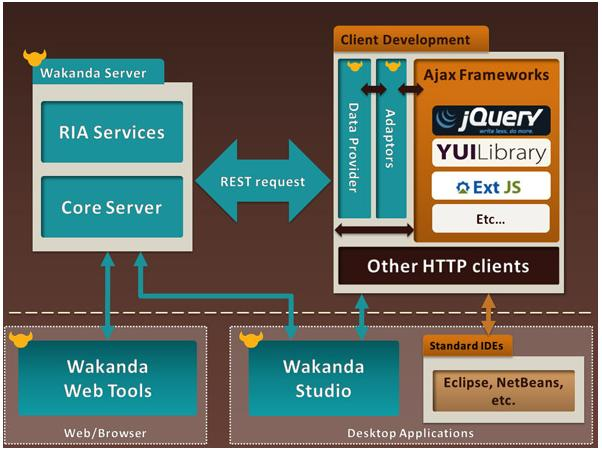 Wakanda Server
RIA Services
Core Server
REST request
Client Development
Data Provider
Adaptors
Ajax Frameworks
jQuery
write less. do more.
YUILibrary
Ext JS
Etc...
Other HTTP clients
Wakanda
Web Tools
Web/Browser
Wakanda
Studio
Standard IDEs
Eclipse, NetBeans,
etc.
Desktop Applications